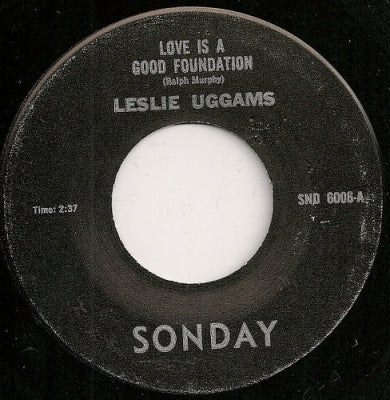 LOVE IS A
GOOD FOUNDATION
(Ralph Murphy)
LESLIE UGGAMS
Time: 2:37
SND 6006-A
SONDAY